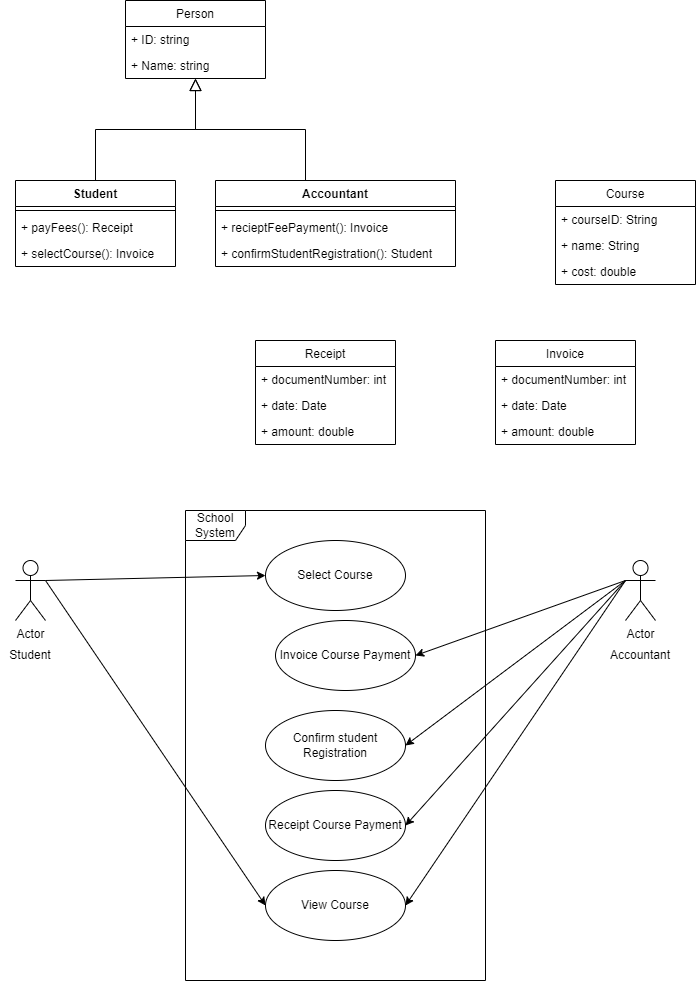 Person
+ ID: string
+ Name: string
Student
+ payFees(): Receipt
+ selectCourse(): Invoice
Accountant
+ recieptFeePayment(): Invoice
+ confirmStudentRegistration(): Student
Course
+ courseID: String
+ name: String
+ cost: double
Receipt
+ documentNumber: int
+ date: Date
+ amount: double
Invoice
+ documentNumber: int
+ date: Date
+ amount: double
School
System
Actor
Student
Select Course
Invoice Course Payment
Confirm student
Registration
Receipt Course Payment
View Course
Actor
Accountant